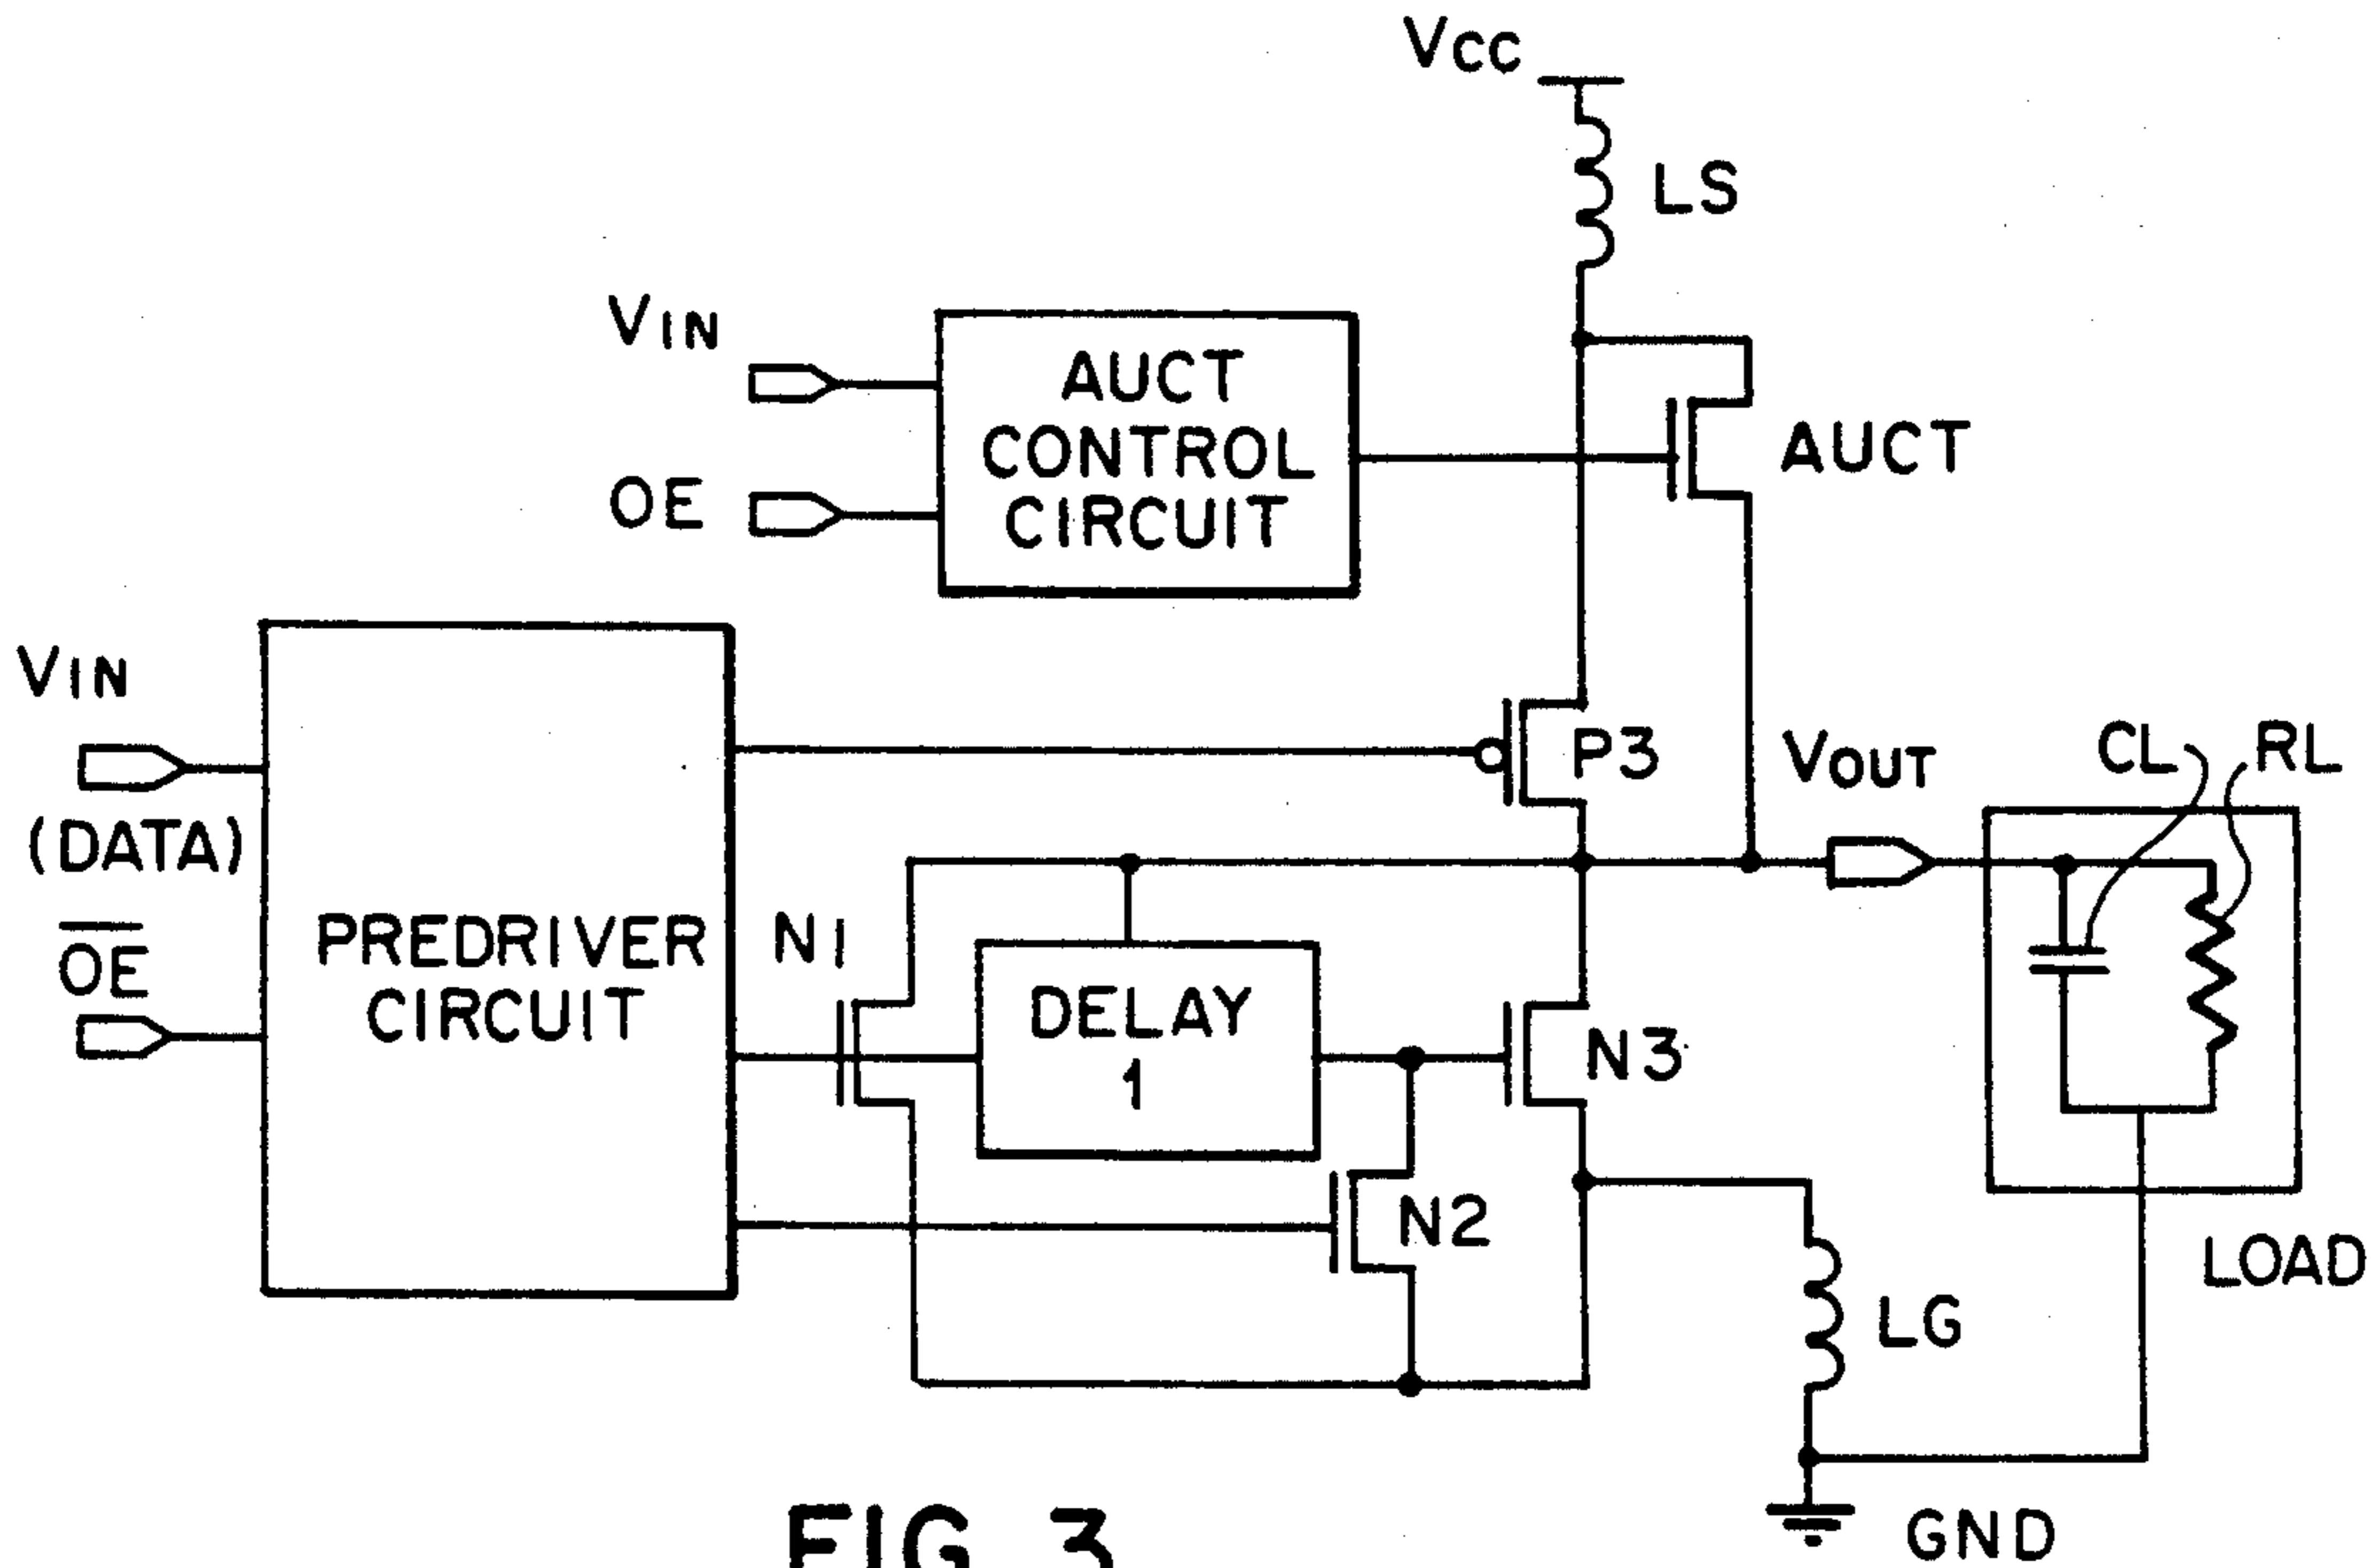 VCC
LS
VIN
AUCT
CONTROL
CIRCUIT
OE
AUCT
VIN
(DATA)
OE
PREDRIVER
CIRCUIT
P3
VOUT
CL
RL
N1
DELAY
1
N3
N2
LOAD
LG
GND
FIG. 3